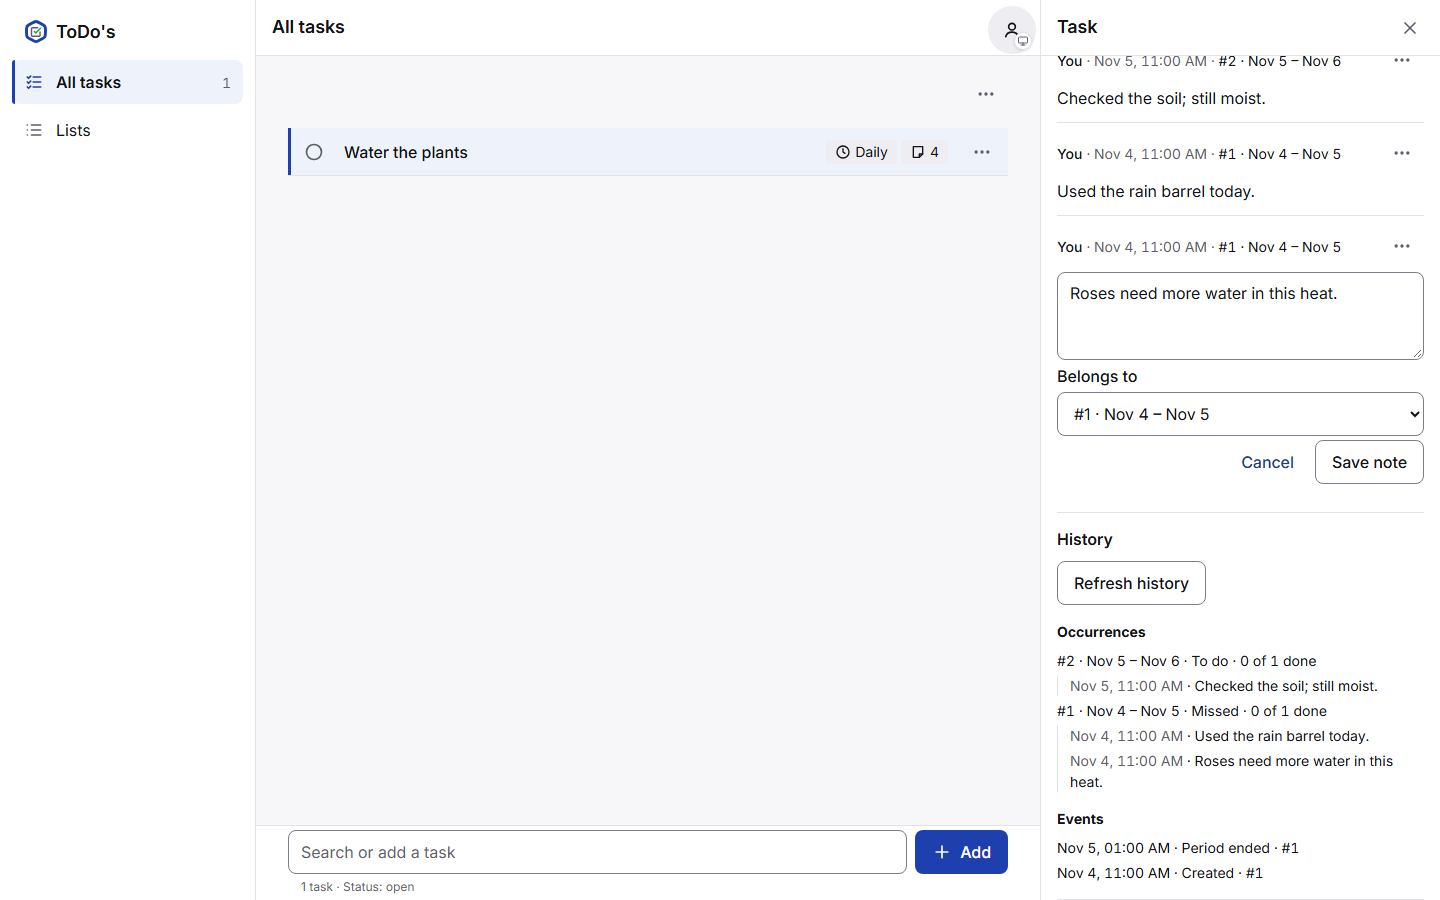 ToDo's
All tasks 1
Lists
All tasks
Water the plants Daily 4
Search or add a task
Add
1 task · Status: open
Task
You · Nov 5, 11:00 AM · #2 · Nov 5 – Nov 6
Checked the soil; still moist.
You · Nov 4, 11:00 AM · #1 · Nov 4 – Nov 5
Used the rain barrel today.
You · Nov 4, 11:00 AM · #1 · Nov 4 – Nov 5
Roses need more water in this heat.
Belongs to
#1 · Nov 4 – Nov 5
Cancel Save note
History
Refresh history
Occurrences
#2 · Nov 5 – Nov 6 · To do · 0 of 1 done
Nov 5, 11:00 AM · Checked the soil; still moist.
#1 · Nov 4 – Nov 5 · Missed · 0 of 1 done
Nov 4, 11:00 AM · Used the rain barrel today.
Nov 4, 11:00 AM · Roses need more water in this
heat.
Events
Nov 5, 01:00 AM · Period ended · #1
Nov 4, 11:00 AM · Created · #1